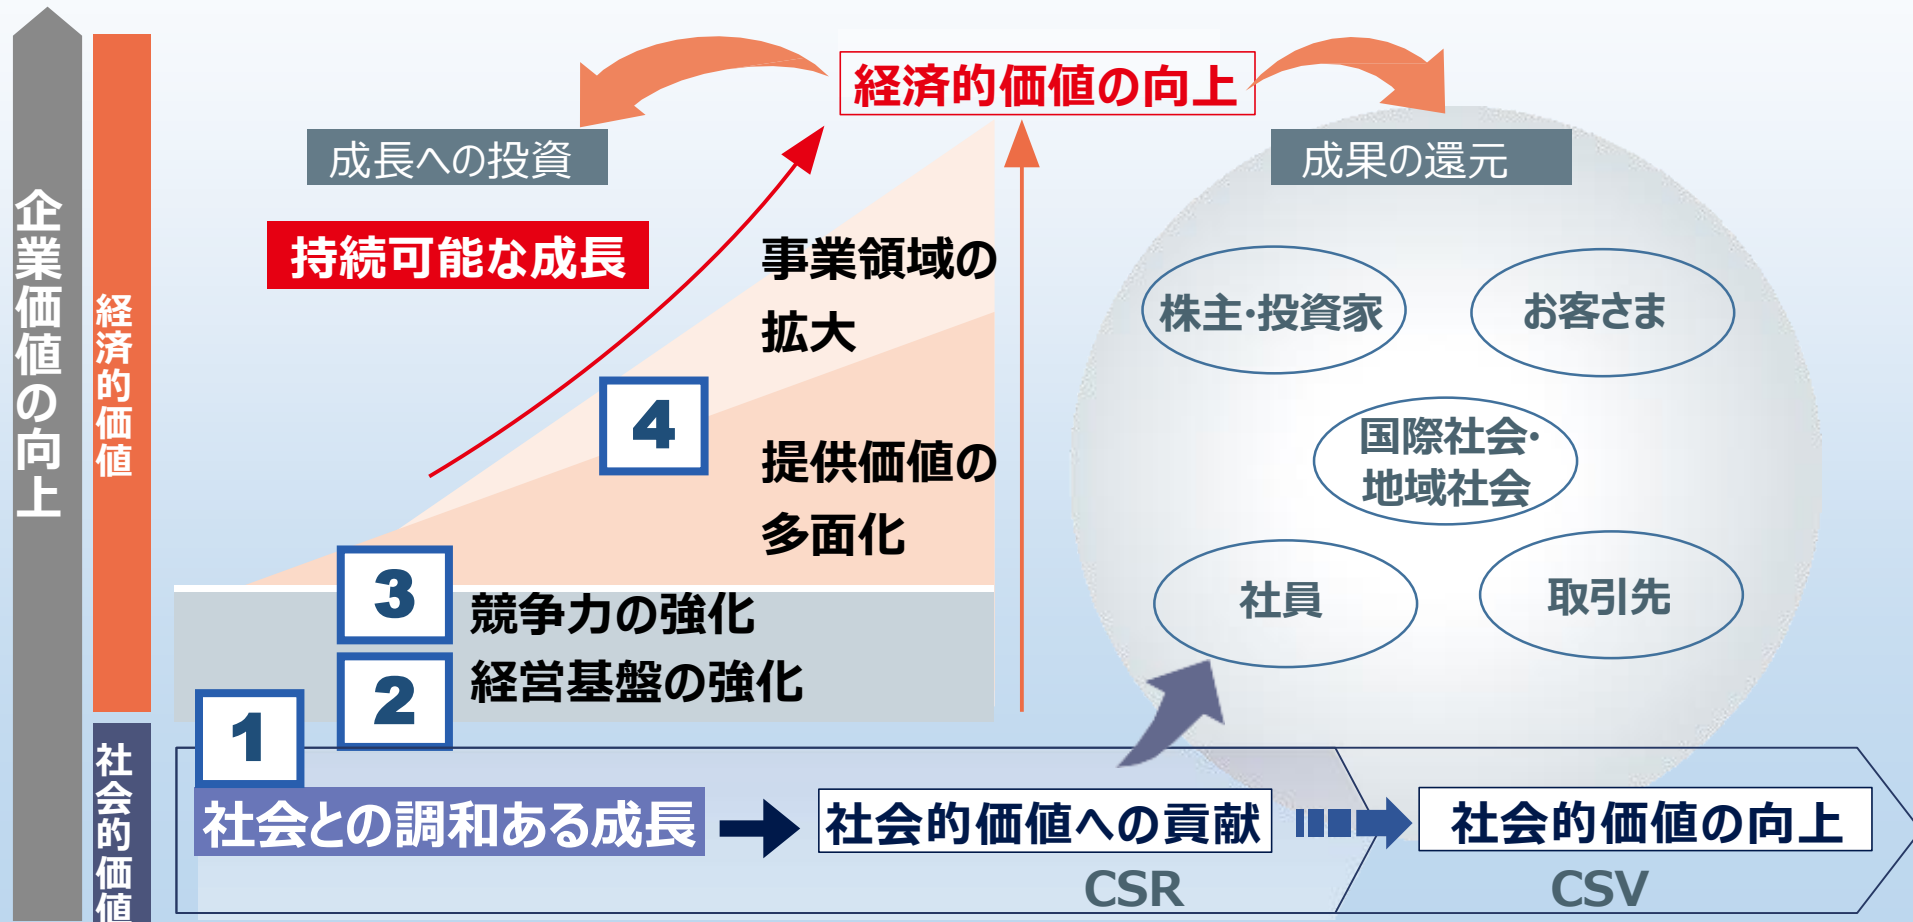 企業価値の向上
経済的価値
社会的価値
経済的価値の向上
成長への投資
成果の還元
持続可能な成長
事業領域の
拡大
4
提供価値の
多面化
3
競争力の強化
2
経営基盤の強化
株主・投資家
お客さま
国際社会・
地域社会
社員
取引先
1
社会との調和ある成長
社会的価値への貢献
社会的価値の向上
CSR
CSV